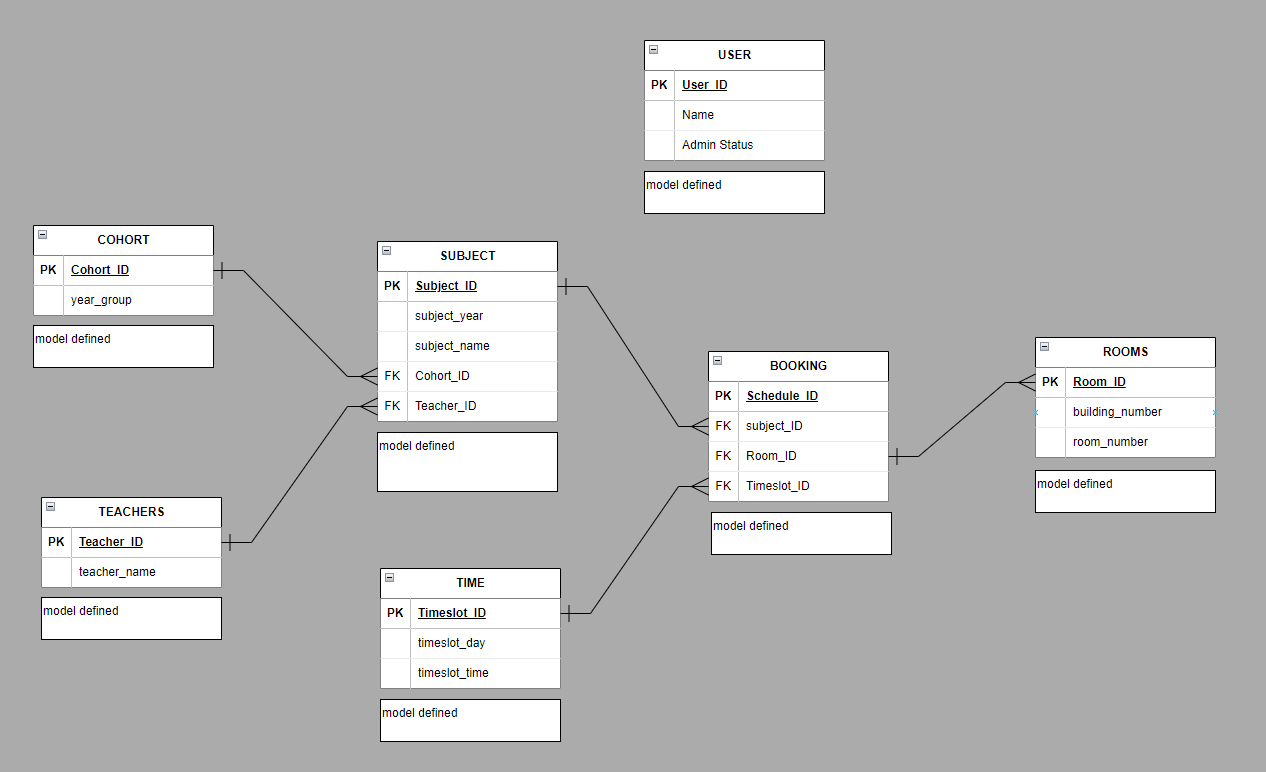 USER
PK User_ID
Name
Admin Status
model defined
COHORT
PK Cohort_ID
year_group
model defined
SUBJECT
PK Subject_ID
subject_year
subject_name
FK Cohort_ID
FK Teacher_ID
model defined
BOOKING
PK Schedule_ID
FK subject_ID
FK Room_ID
FK Timeslot_ID
model defined
ROOMS
PK Room_ID
building_number
room_number
model defined
TEACHERS
PK Teacher_ID
teacher_name
model defined
TIME
PK Timeslot_ID
timeslot_day
timeslot_time
model defined